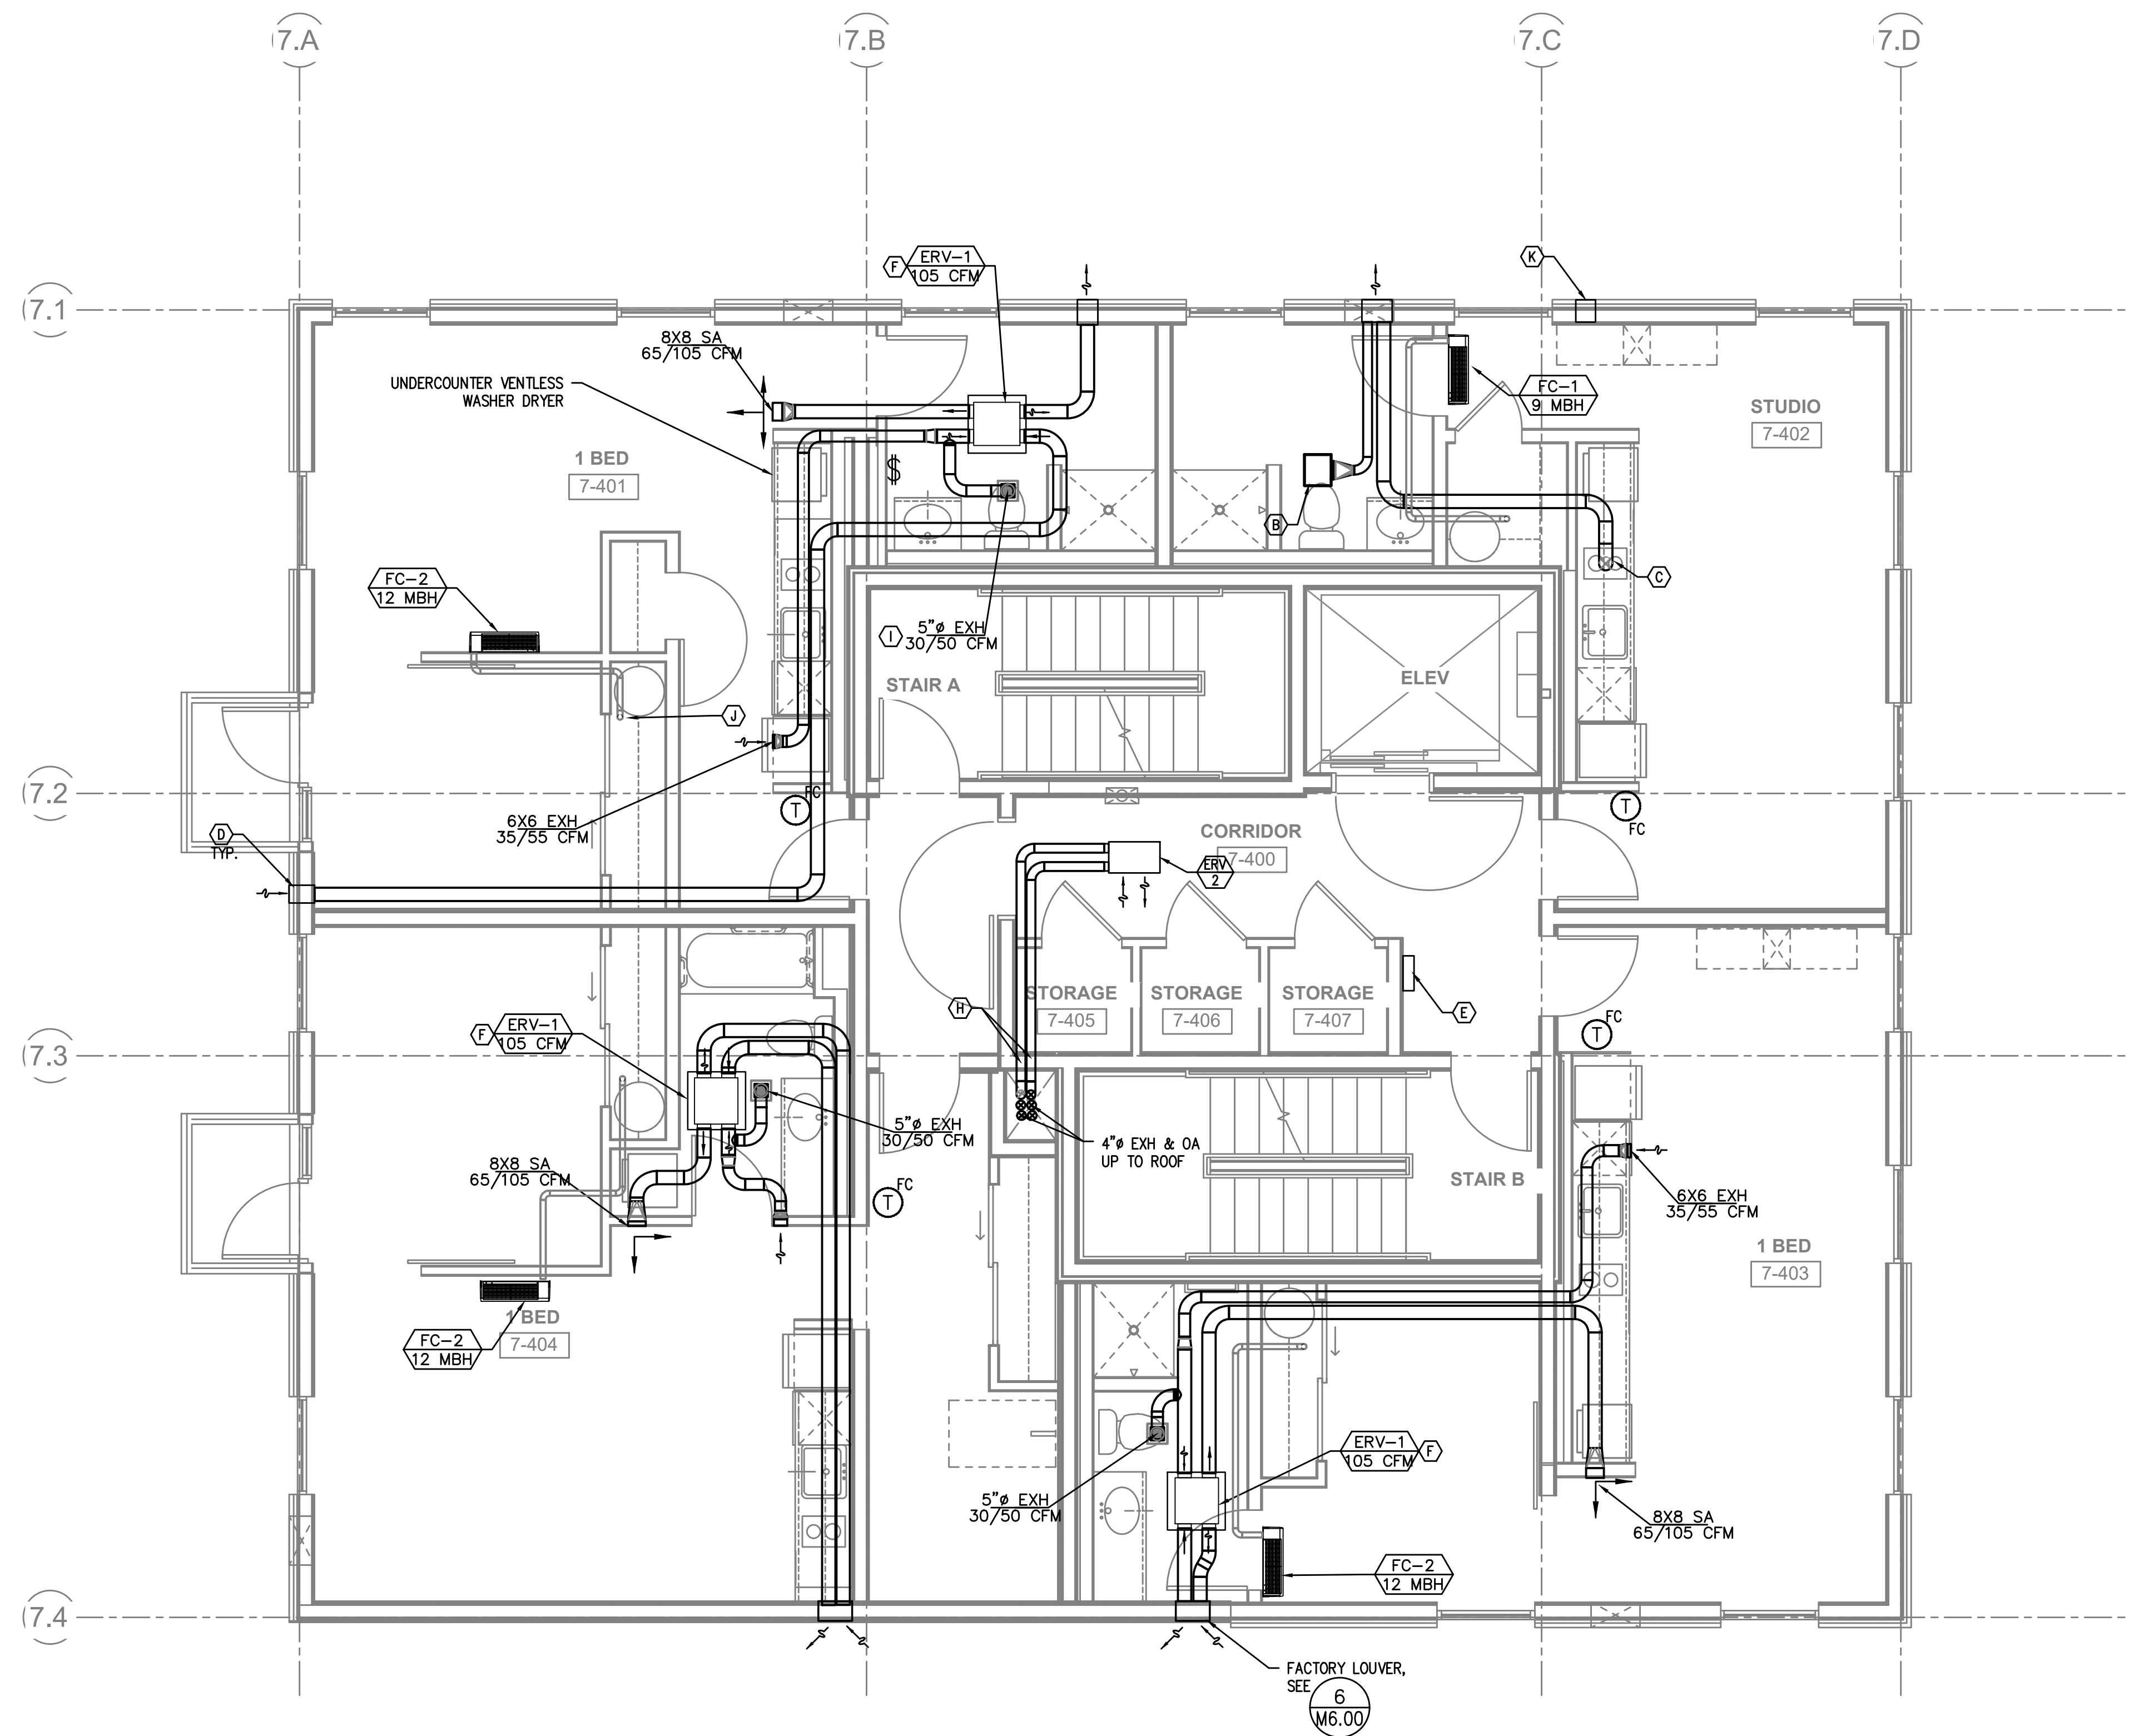 7.A
7.B
7.C
7.D
7.1
7.2
7.3
7.4
F
ERV-1
105 CFM
K
8X8 SA
65/105 CFM
UNDERCOUNTER VENTLESS
WASHER DRYER
FC-1
9 MBH
STUDIO
7-402
1 BED
7-401
$
B
C
FC-2
12 MBH
I
5"ø EXH
30/50 CFM
STAIR A
ELEV
J
6X6 EXH
35/55 CFM
T
FC
T
FC
D
TYP.
CORRIDOR
7-400
ERV
2
H
STORAGE
7-405
STORAGE
7-406
STORAGE
7-407
E
F
ERV-1
105 CFM
T
FC
5"ø EXH
30/50 CFM
4"ø EXH & OA
UP TO ROOF
8X8 SA
65/105 CFM
T
FC
STAIR B
6X6 EXH
35/55 CFM
1 BED
7-403
1 BED
7-404
FC-2
12 MBH
ERV-1
105 CFM
F
5"ø EXH
30/50 CFM
8X8 SA
65/105 CFM
FC-2
12 MBH
FACTORY LOUVER,
SEE
6
M6.00